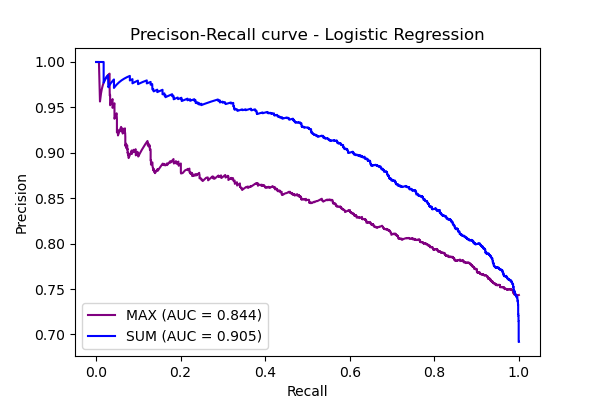 Precison-Recall curve - Logistic Regression
1.00
0.95
0.90
0.85
0.80
0.75
0.70
Precision
MAX (AUC = 0.844)
SUM (AUC = 0.905)
0.0 0.2 0.4 0.6 0.8 1.0
Recall